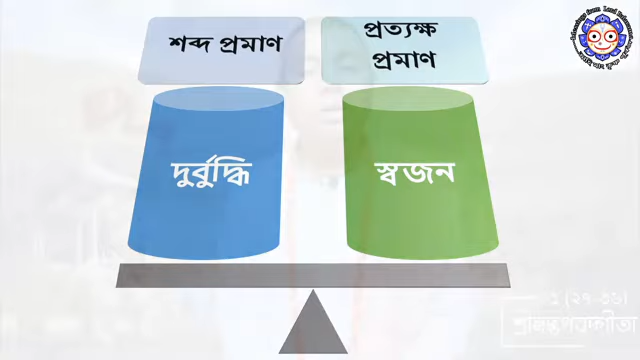 শব্দ প্রমাণ
প্রত্যক্ষ
প্রমাণ
দুর্বুদ্ধি
স্বজন